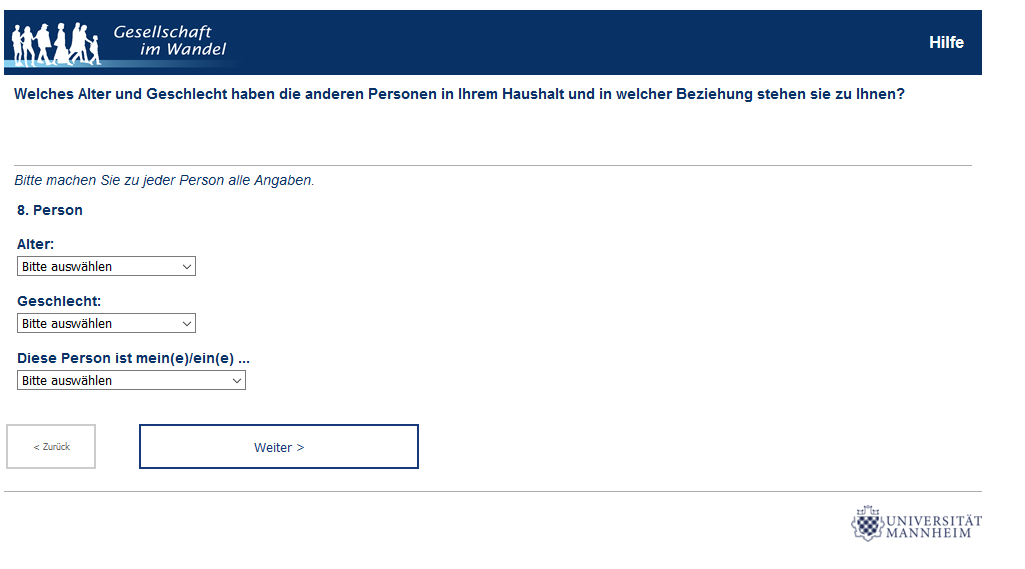 Gesellschaft
im Wandel
Hilfe
Welches Alter und Geschlecht haben die anderen Personen in Ihrem Haushalt und in welcher Beziehung stehen sie zu Ihnen?
Bitte machen Sie zu jeder Person alle Angaben.
8. Person
Alter:
Bitte auswählen
Geschlecht:
Bitte auswählen
Diese Person ist mein(e)/ein(e) ...
Bitte auswählen
< Zurück
Weiter >
UNIVERSITÄT
MANNHEIM